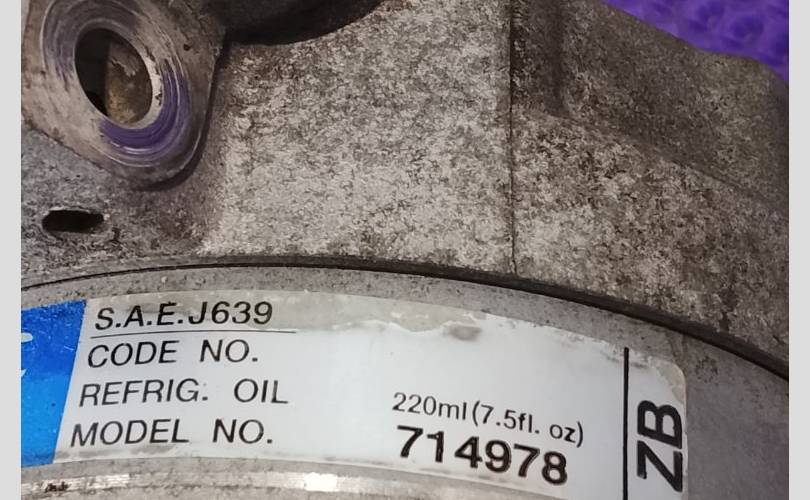 S.A.E.J639
CODE NO.
REFRIG. OIL 220ml(7.5fl. oz)
MODEL NO. 714978
ZB